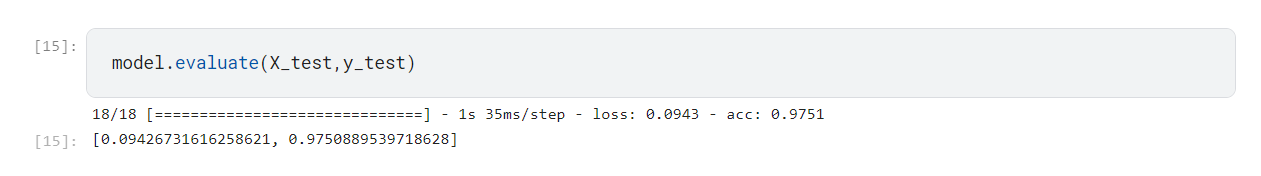 [15]:
model.evaluate(X_test,y_test)
18/18 [==============================] - 1s 35ms/step - loss: 0.0943 - acc: 0.9751
[15]: [0.09426731616258621, 0.9750889539718628]